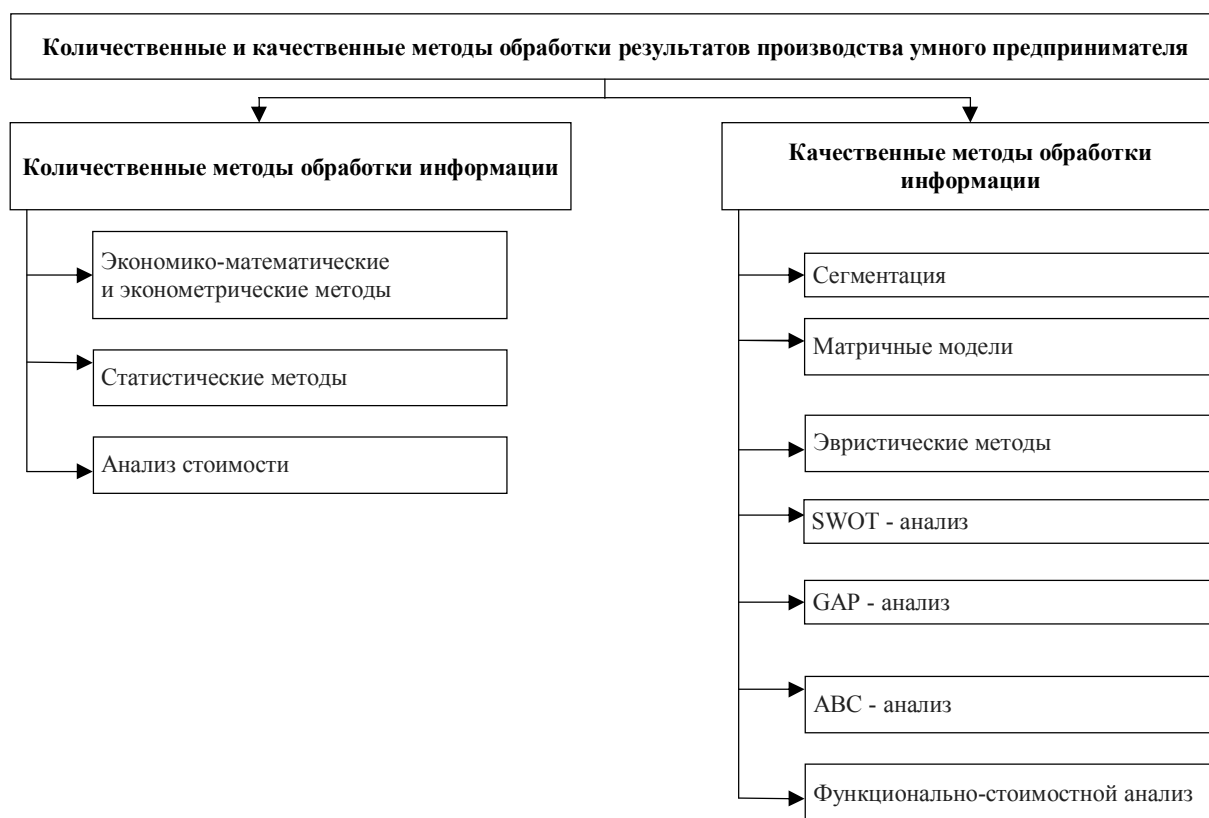 Количественные и качественные методы обработки результатов производства умного предпринимателя
Количественные методы обработки информации
Экономико-математические
и эконометрические методы
Статистические методы
Анализ стоимости
Качественные методы обработки
информации
Сегментация
Матричные модели
Эвристические методы
SWOT - анализ
GAP - анализ
ABC - анализ
Функционально-стоимостной анализ